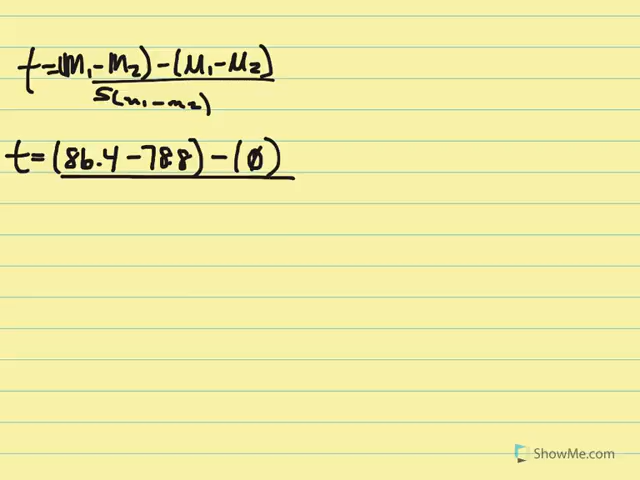 t=(M₁-M₂)-(μ₁-μ₂)
s(m₁-m₂)
t=(86.4-78.8)-(0)
ShowMe.com